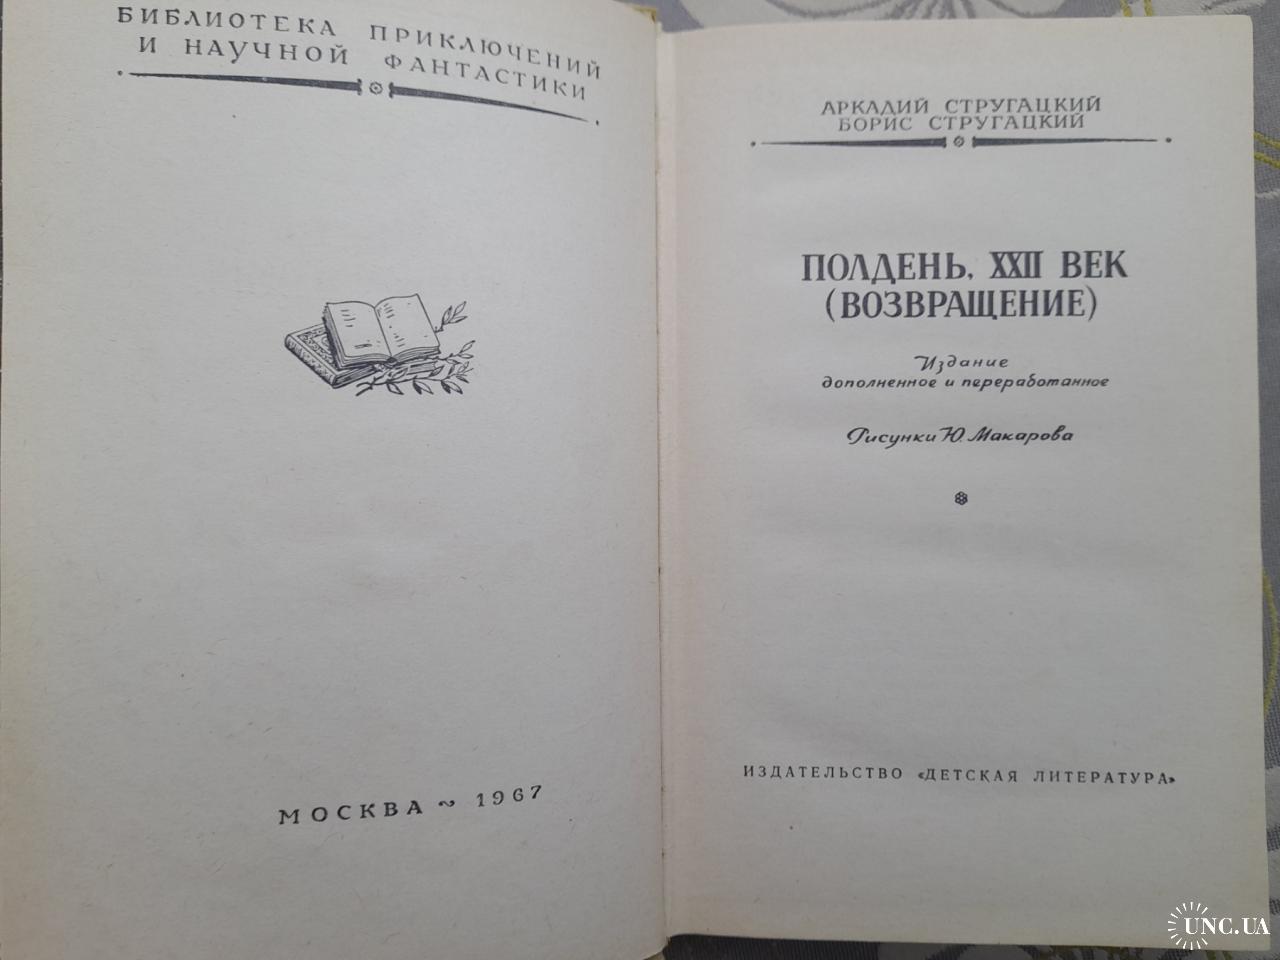 БИБЛИОТЕКА ПРИКЛЮЧЕНИЙ
И НАУЧНОЙ ФАНТАСТИКИ
МОСКВА ~ 1967
АРКАДИЙ СТРУГАЦКИЙ
БОРИС СТРУГАЦКИЙ
ПОЛДЕНЬ, XXII ВЕК
(ВОЗВРАЩЕНИЕ)
Издание
дополненное и переработанное
Рисунки Ю. Макарова
ИЗДАТЕЛЬСТВО «ДЕТСКАЯ ЛИТЕРАТУРА»
UNC.UA